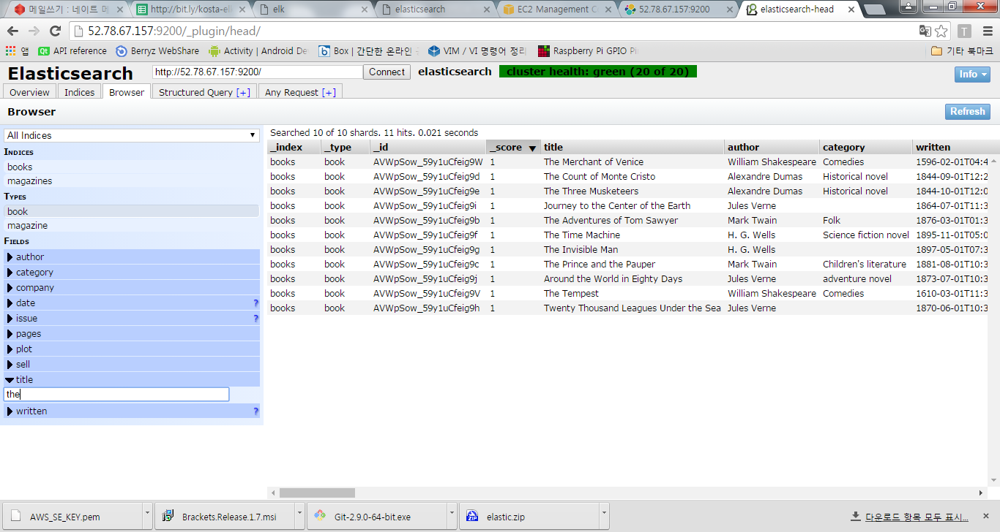 메일쓰기 : 네이트 메 http://bit.ly/kosta-elk elk elasticsearch EC2 Management C 52.78.67.157:9200 elasticsearch-head
52.78.67.157:9200/_plugin/head/
앱 API reference Berryz WebShare Activity | Android De Box | 간단한 온라인 VIM / VI 명령어 정리 Raspberry Pi GPIO Pi 기타 북마크
Elasticsearch http://52.78.67.157:9200/ Connect elasticsearch cluster health: green (20 of 20) Info
Overview Indices Browser Structured Query [+] Any Request [+]
Browser Refresh
All Indices
Indices
books
magazines
Types
book
magazine
Fields
author
category
company
date ?
issue ?
pages
plot
sell
title
the
written ?
Searched 10 of 10 shards. 11 hits. 0.021 seconds
_index _type _id _score title author category written
books book AVWpSow_59y1uCfeig9W 1 The Merchant of Venice William Shakespeare Comedies 1596-02-01T04:4
books book AVWpSow_59y1uCfeig9d 1 The Count of Monte Cristo Alexandre Dumas Historical novel 1844-09-01T12:2
books book AVWpSow_59y1uCfeig9e 1 The Three Musketeers Alexandre Dumas Historical novel 1844-10-01T12:0
books book AVWpSow_59y1uCfeig9i 1 Journey to the Center of the Earth Jules Verne 1864-07-01T11:3
books book AVWpSow_59y1uCfeig9b 1 The Adventures of Tom Sawyer Mark Twain Folk 1876-03-01T01:3
books book AVWpSow_59y1uCfeig9f 1 The Time Machine H. G. Wells Science fiction novel 1895-11-01T05:0
books book AVWpSow_59y1uCfeig9g 1 The Invisible Man H. G. Wells 1897-05-01T07:3
books book AVWpSow_59y1uCfeig9c 1 The Prince and the Pauper Mark Twain Children's literature 1881-08-01T10:3
books book AVWpSow_59y1uCfeig9j 1 Around the World in Eighty Days Jules Verne adventure novel 1873-07-01T10:3
books book AVWpSow_59y1uCfeig9V 1 The Tempest William Shakespeare Comedies 1610-03-01T11:3
books book AVWpSow_59y1uCfeig9h 1 Twenty Thousand Leagues Under the Sea Jules Verne 1870-06-01T10:3
AWS_SE_KEY.pem Brackets.Release.1.7.msi Git-2.9.0-64-bit.exe elastic.zip 다운로드 항목 모두 표시...